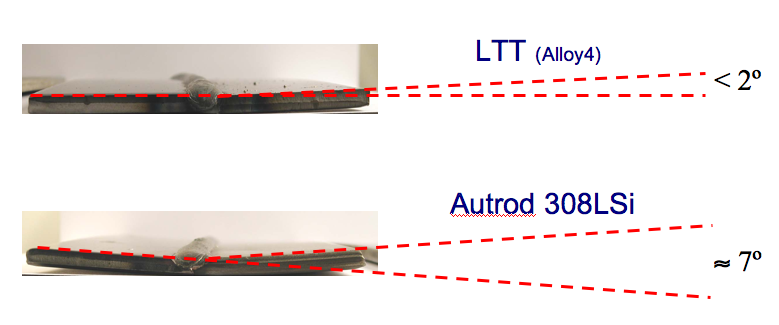 LTT (Alloy4)
< 2º
Autrod 308LSi
≈ 7º